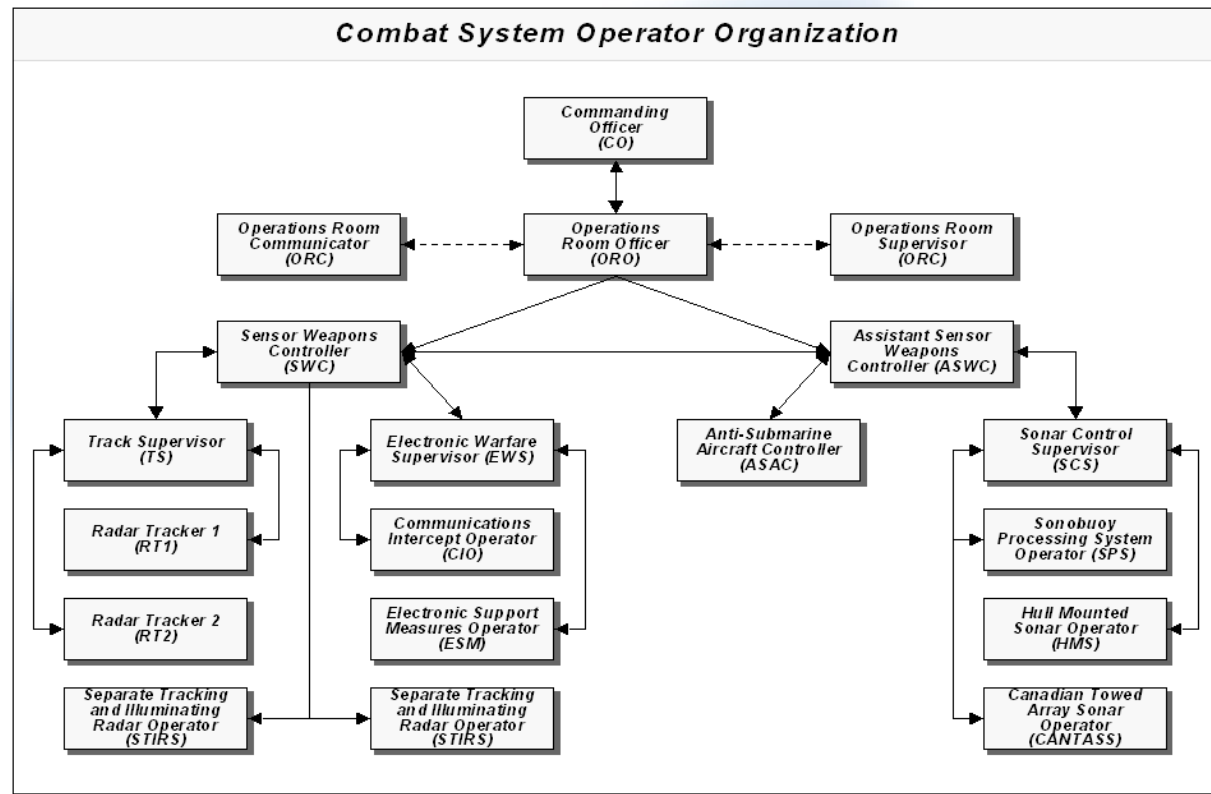 Combat System Operator Organization
Commanding
Officer
(CO)
Operations Room
Communicator
(ORC)
Operations
Room Officer
(ORO)
Operations Room
Supervisor
(ORC)
Sensor Weapons
Controller
(SWC)
Assistant Sensor
Weapons
Controller (ASWC)
Track Supervisor
(TS)
Electronic Warfare
Supervisor (EWS)
Anti-Submarine
Aircraft Controller
(ASAC)
Sonar Control
Supervisor
(SCS)
Radar Tracker 1
(RT1)
Communications
Intercept Operator
(CIO)
Sonobuoy
Processing System
Operator (SPS)
Radar Tracker 2
(RT2)
Electronic Support
Measures Operator
(ESM)
Hull Mounted
Sonar Operator
(HMS)
Separate Tracking
and Illuminating
Radar Operator
(STIRS)
Separate Tracking
and Illuminating
Radar Operator
(STIRS)
Canadian Towed
Array Sonar
Operator
(CANTASS)